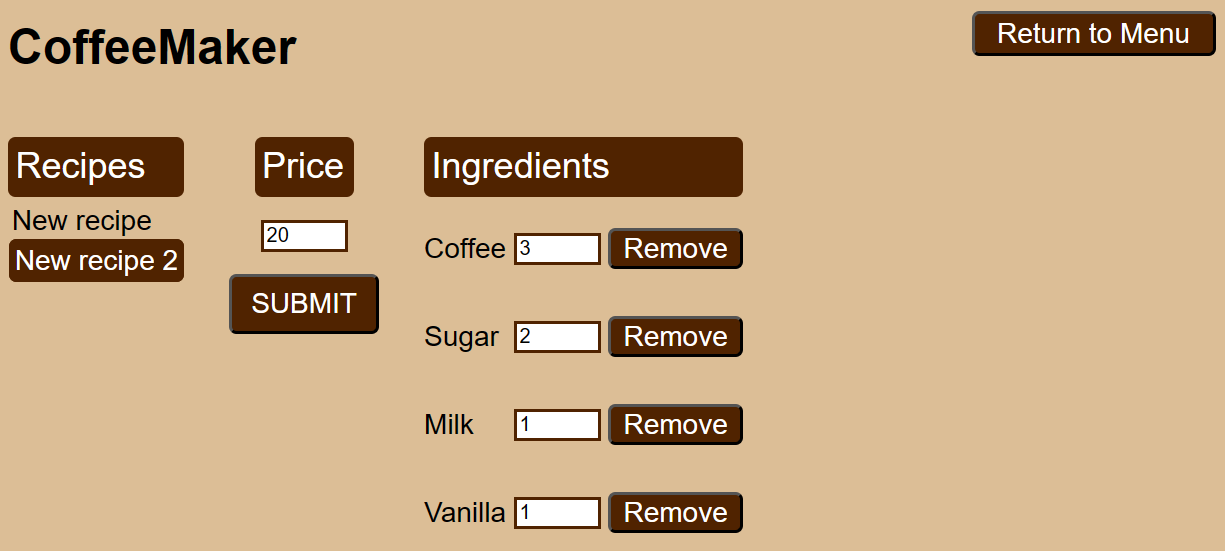 CoffeeMaker
Return to Menu
Recipes
New recipe
New recipe 2
Price
20
SUBMIT
Ingredients
Coffee 3 Remove
Sugar 2 Remove
Milk 1 Remove
Vanilla 1 Remove